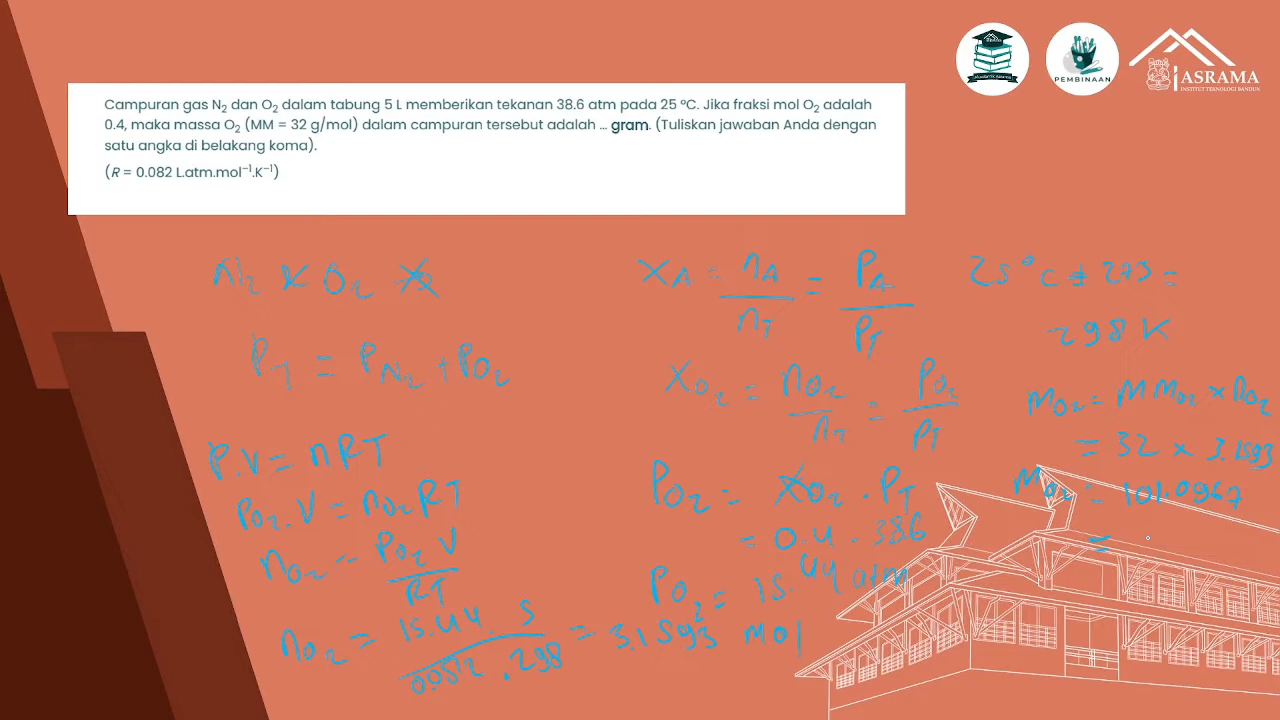 PEMBINAAN
ASRAMA
INSTITUT TEKNOLOGI BANDUNG
Campuran gas N₂ dan O₂ dalam tabung 5 L memberikan tekanan 38.6 atm pada 25 °C. Jika fraksi mol O₂ adalah
0.4, maka massa O₂ (MM = 32 g/mol) dalam campuran tersebut adalah ... gram. (Tuliskan jawaban Anda dengan
satu angka di belakang koma).
(R = 0.082 L.atm.mol⁻¹.K⁻¹)
N₂ & O₂
P_T = P_N₂ + P_O₂
P.V = nRT
P_O₂.V = n_O₂ RT
n_O₂ = P_O₂ V / RT
n_O₂ = 15.44 . 5 / 0.082 . 298 = 3.1593 mol
X_A = n_A / n_T = P_A / P_T
X_O₂ = n_O₂ / n_T = P_O₂ / P_T
P_O₂ = X_O₂ . P_T
= 0.4 . 38.6
P_O₂ = 15.44 atm
25°C + 273 =
298 K
m_O₂ = MM_O₂ × n_O₂
= 32 × 3.1593
m_O₂ = 101.0967
=